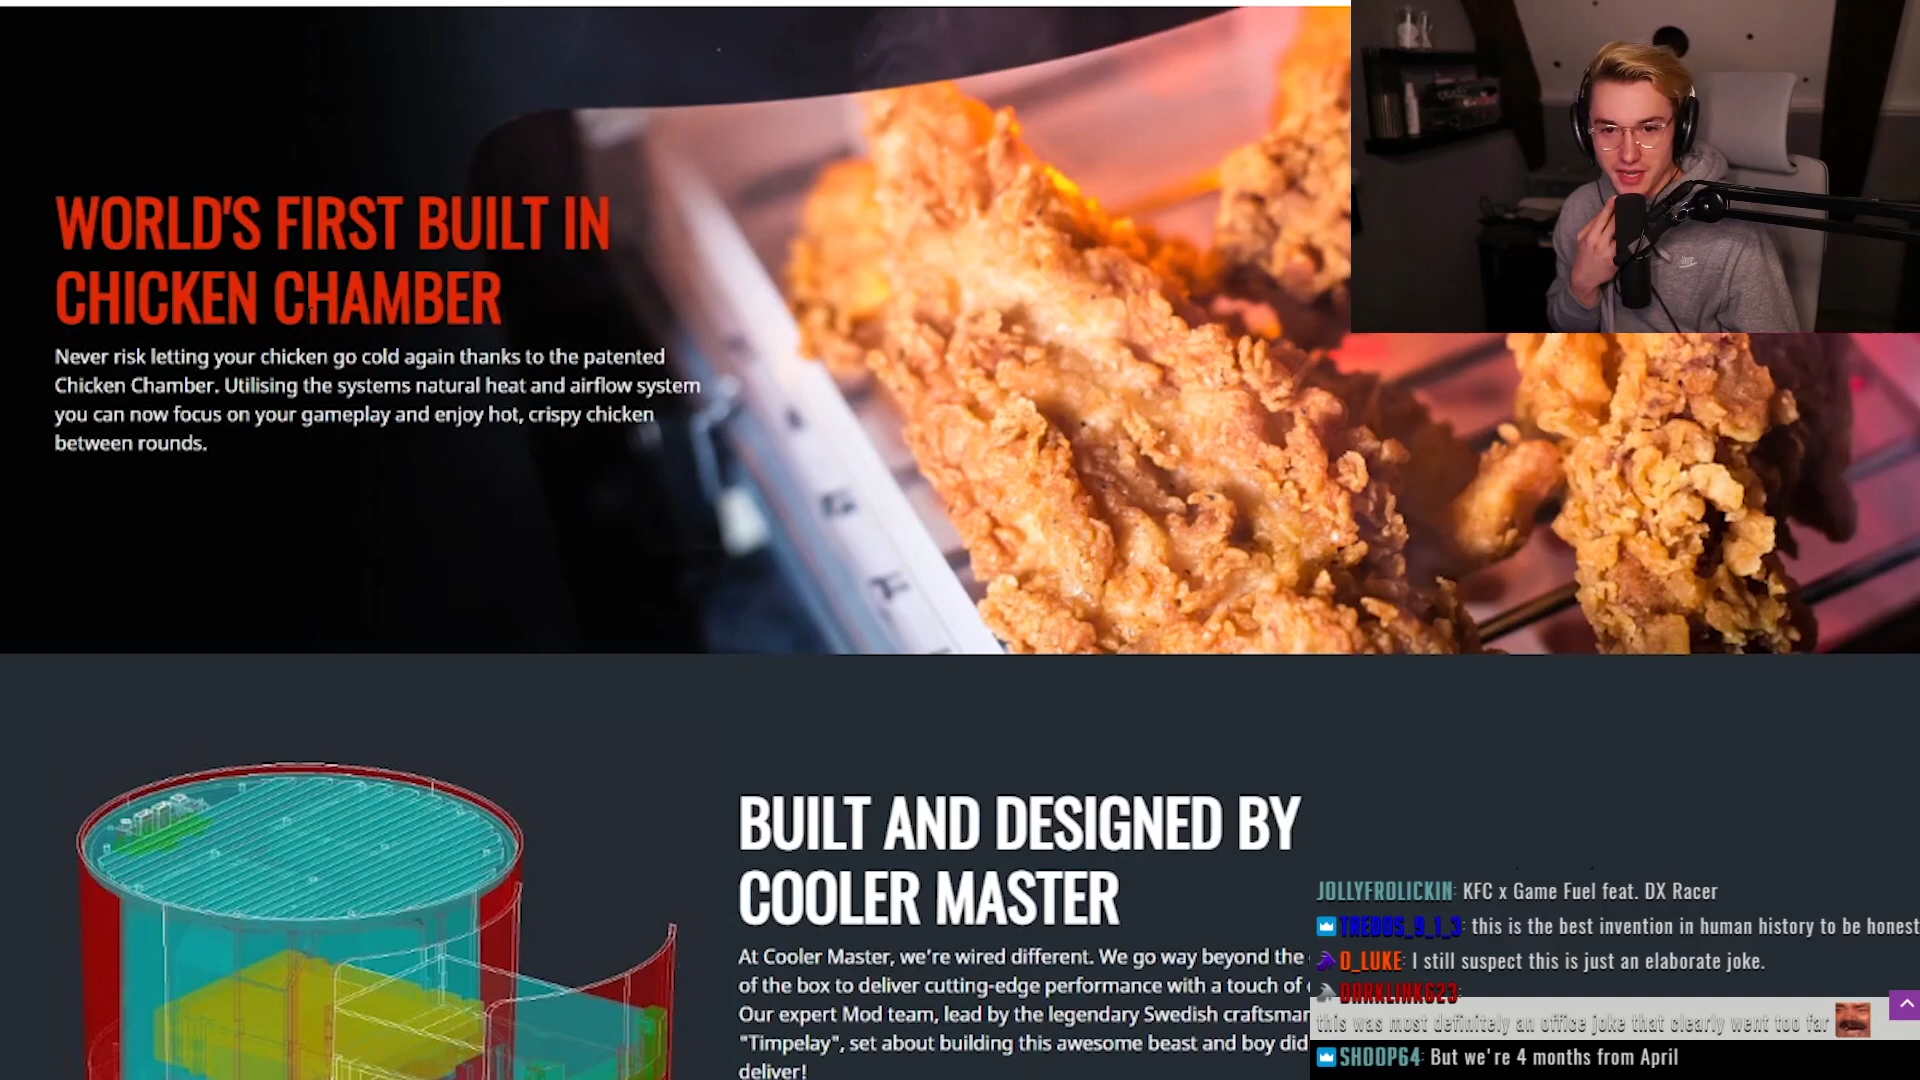 WORLD'S FIRST BUILT IN
CHICKEN CHAMBER
Never risk letting your chicken go cold again thanks to the patented
Chicken Chamber. Utilising the systems natural heat and airflow system
you can now focus on your gameplay and enjoy hot, crispy chicken
between rounds.
BUILT AND DESIGNED BY
COOLER MASTER
At Cooler Master, we're wired different. We go way beyond the
of the box to deliver cutting-edge performance with a touch of
Our expert Mod team, lead by the legendary Swedish craftsman
"Timpelay", set about building this awesome beast and boy did
deliver!
JOLLYFROLICKIN: KFC x Game Fuel feat. DX Racer
THEDOS_9_1_3: this is the best invention in human history to be honest
O_LUKE: I still suspect this is just an elaborate joke.
DARKLINK623:
this was most definitely an office joke that clearly went too far
SHOOP64: But we're 4 months from April